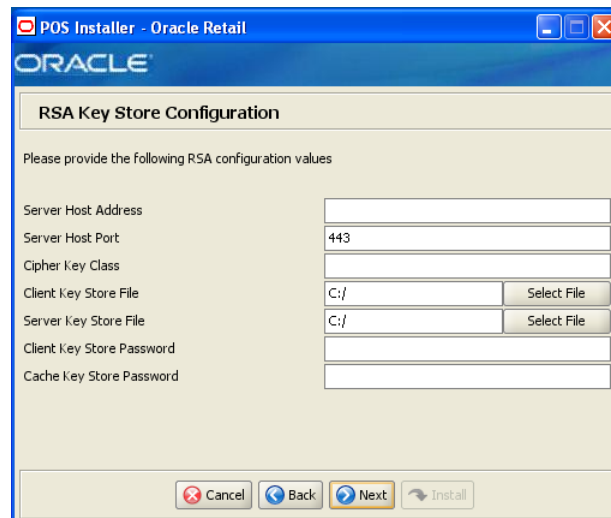 POS Installer - Oracle Retail
ORACLE
RSA Key Store Configuration
Please provide the following RSA configuration values
Server Host Address
Server Host Port 443
Cipher Key Class
Client Key Store File C:/ Select File
Server Key Store File C:/ Select File
Client Key Store Password
Cache Key Store Password
Cancel Back Next Install